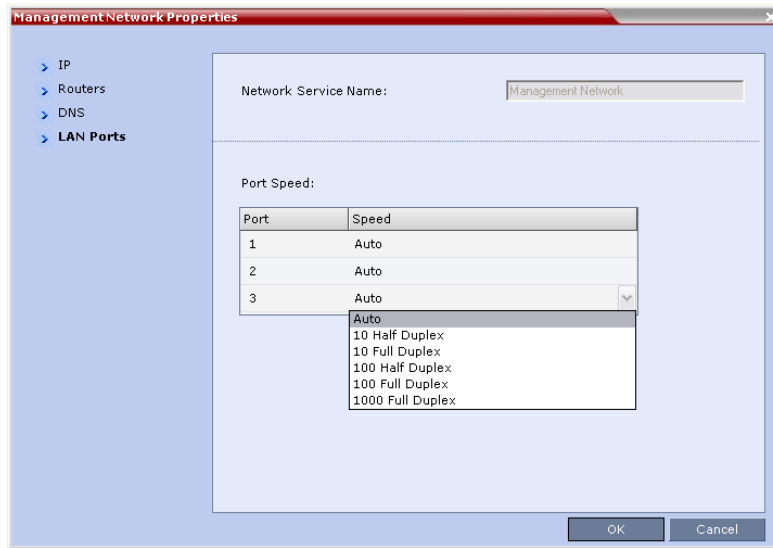 Management Network Properties
IP
Routers
DNS
LAN Ports
Network Service Name: Management Network
Port Speed:
Port Speed
1 Auto
2 Auto
3 Auto
Auto
10 Half Duplex
10 Full Duplex
100 Half Duplex
100 Full Duplex
1000 Full Duplex
OK Cancel